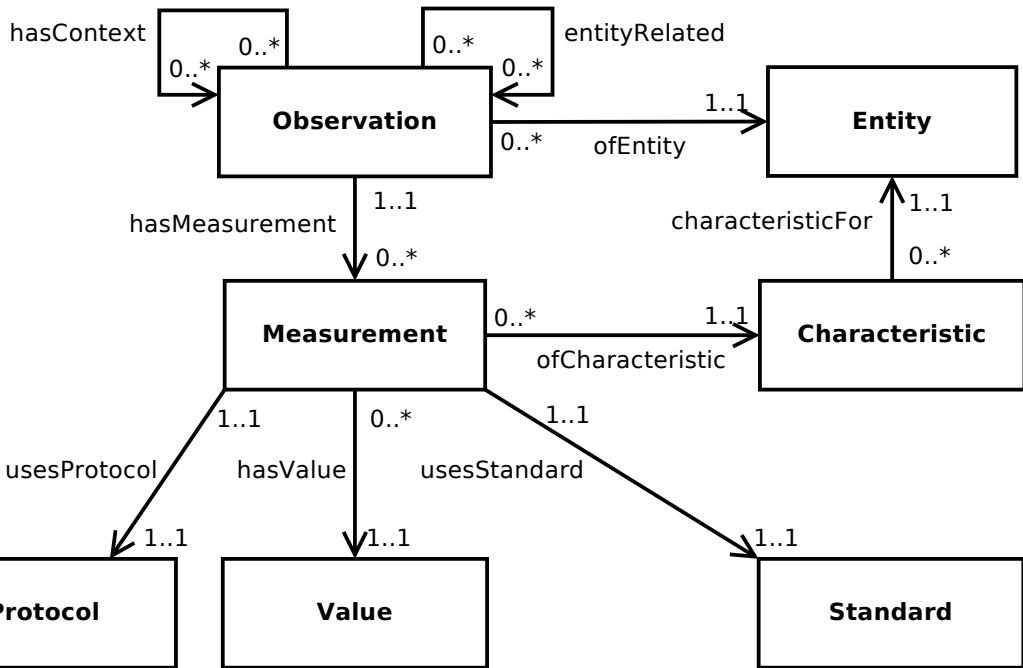 hasContext
0..*
0..*
entityRelated
0..*
0..*
Observation
1..1
0..*
ofEntity
Entity
1..1
hasMeasurement
0..*
characteristicFor
1..1
0..*
Measurement
0..*
1..1
ofCharacteristic
Characteristic
1..1
0..*
1..1
usesProtocol
hasValue
usesStandard
1..1
1..1
1..1
Protocol
Value
Standard